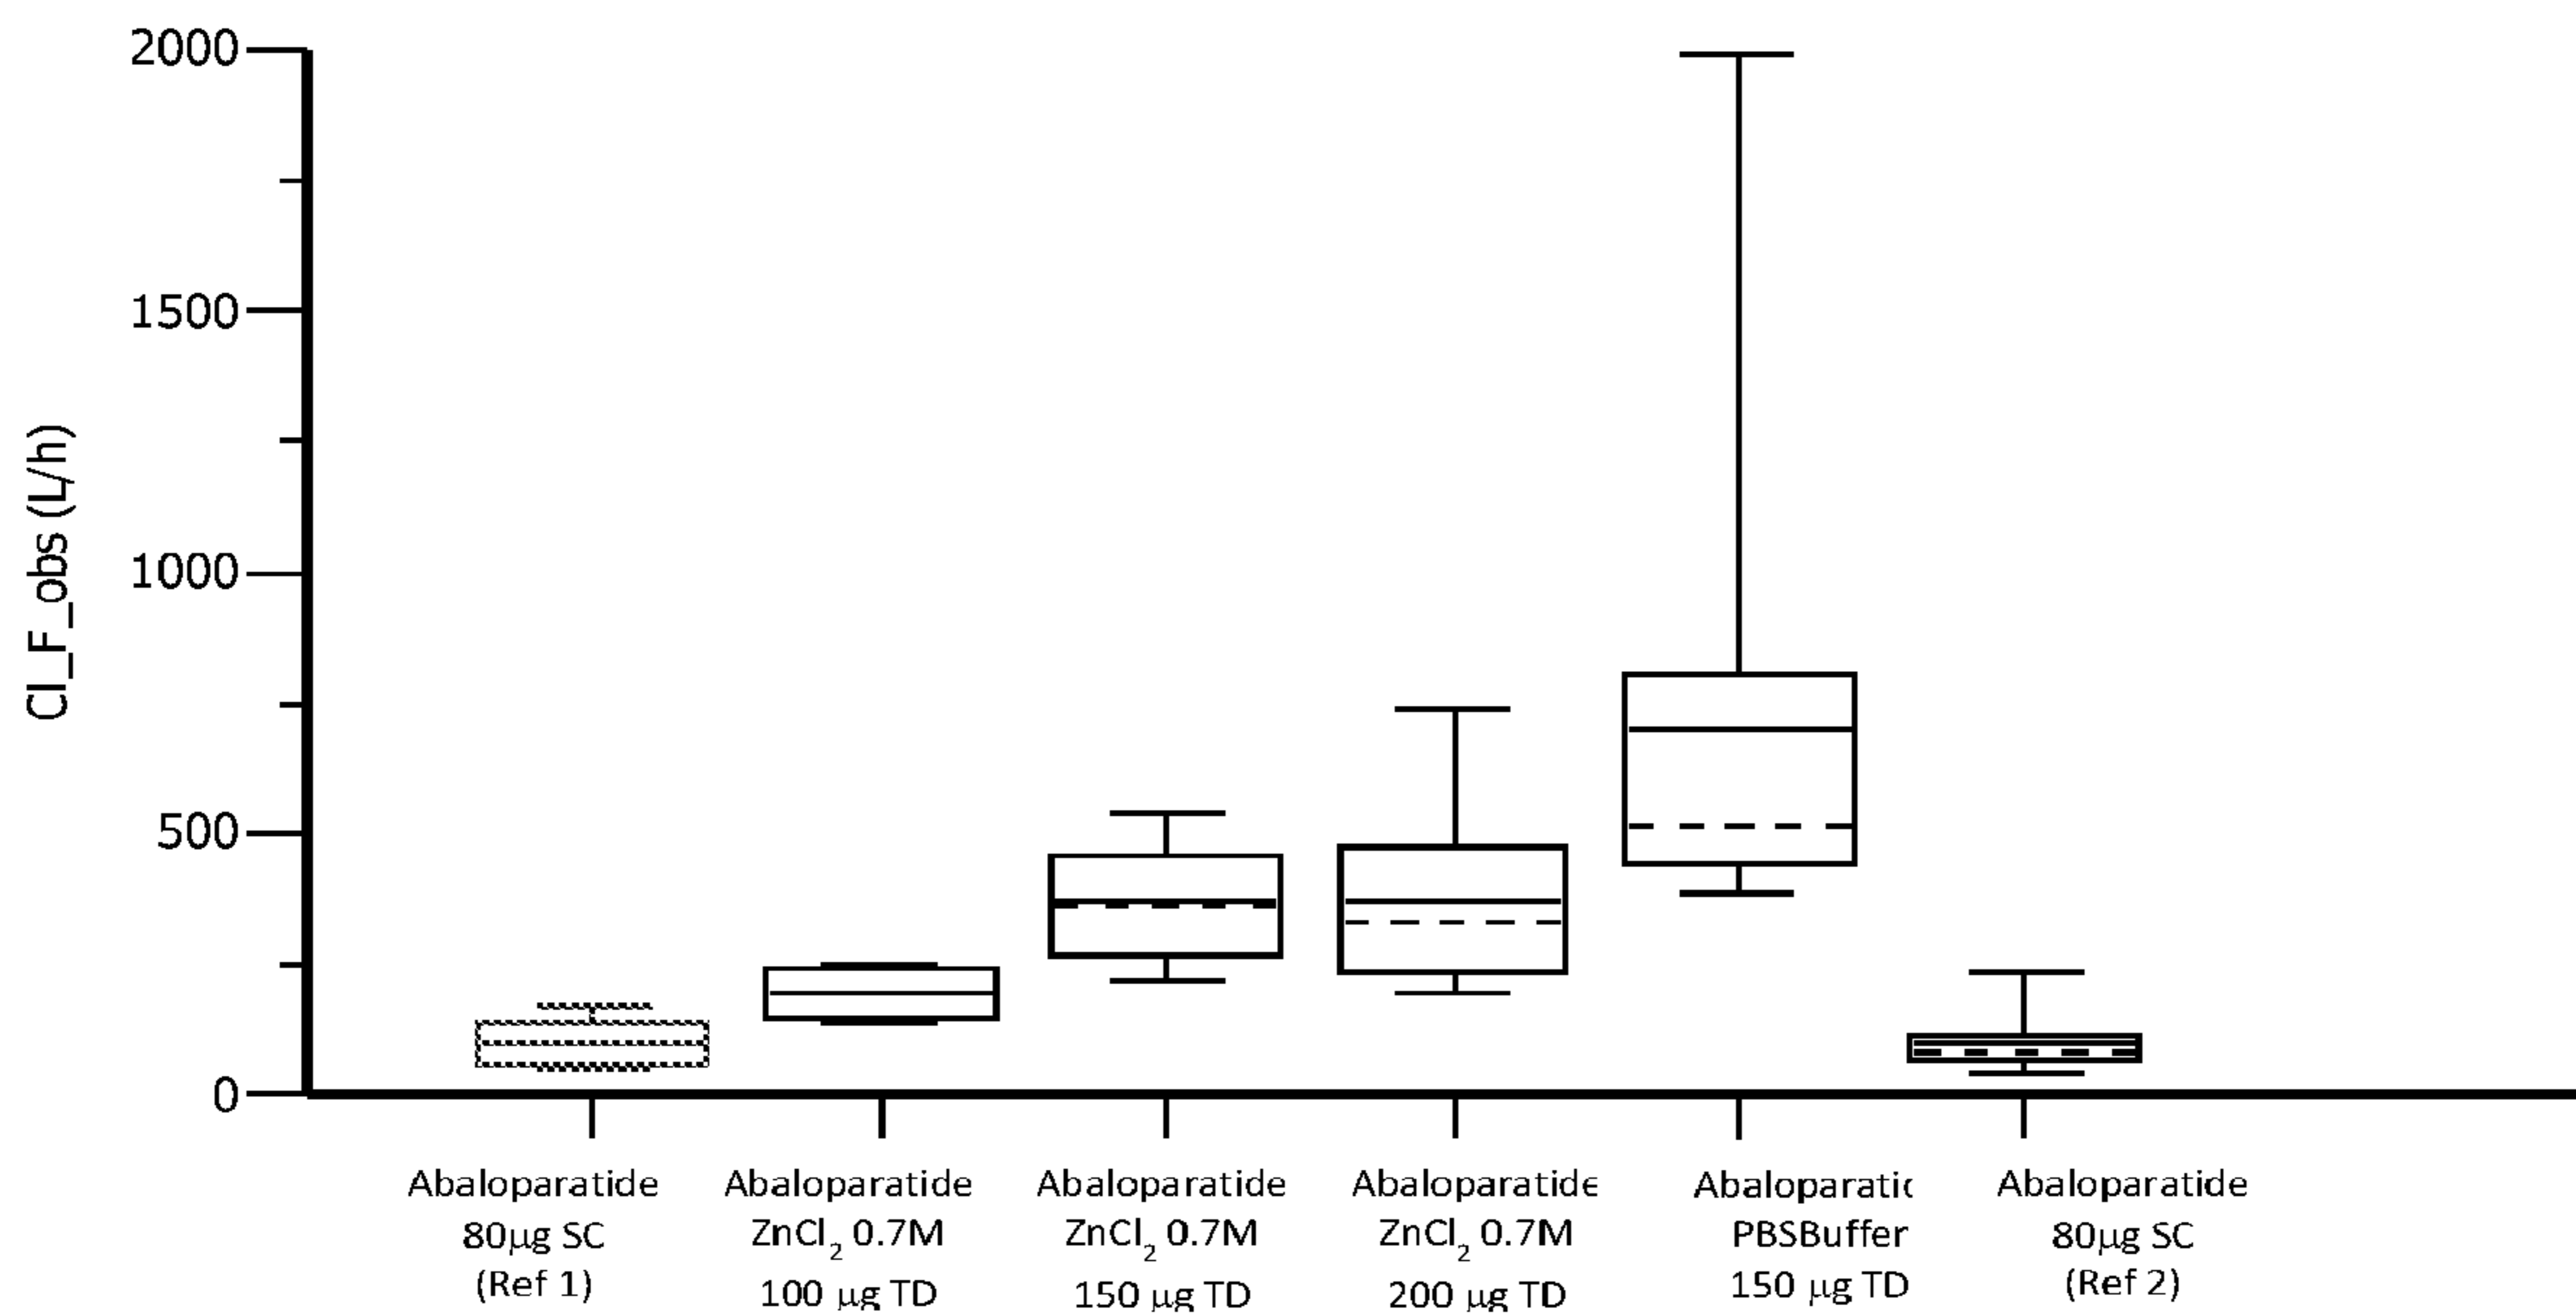 2000
1500
1000
500
0
Cl_F_obs (L/h)
Abaloparatide
80μg SC
(Ref 1)
Abaloparatide
ZnCl₂ 0.7M
100 μg TD
Abaloparatide
ZnCl₂ 0.7M
150 μg TD
Abaloparatide
ZnCl₂ 0.7M
200 μg TD
Abaloparatic
PBSBuffer
150 μg TD
Abaloparatide
80μg SC
(Ref 2)